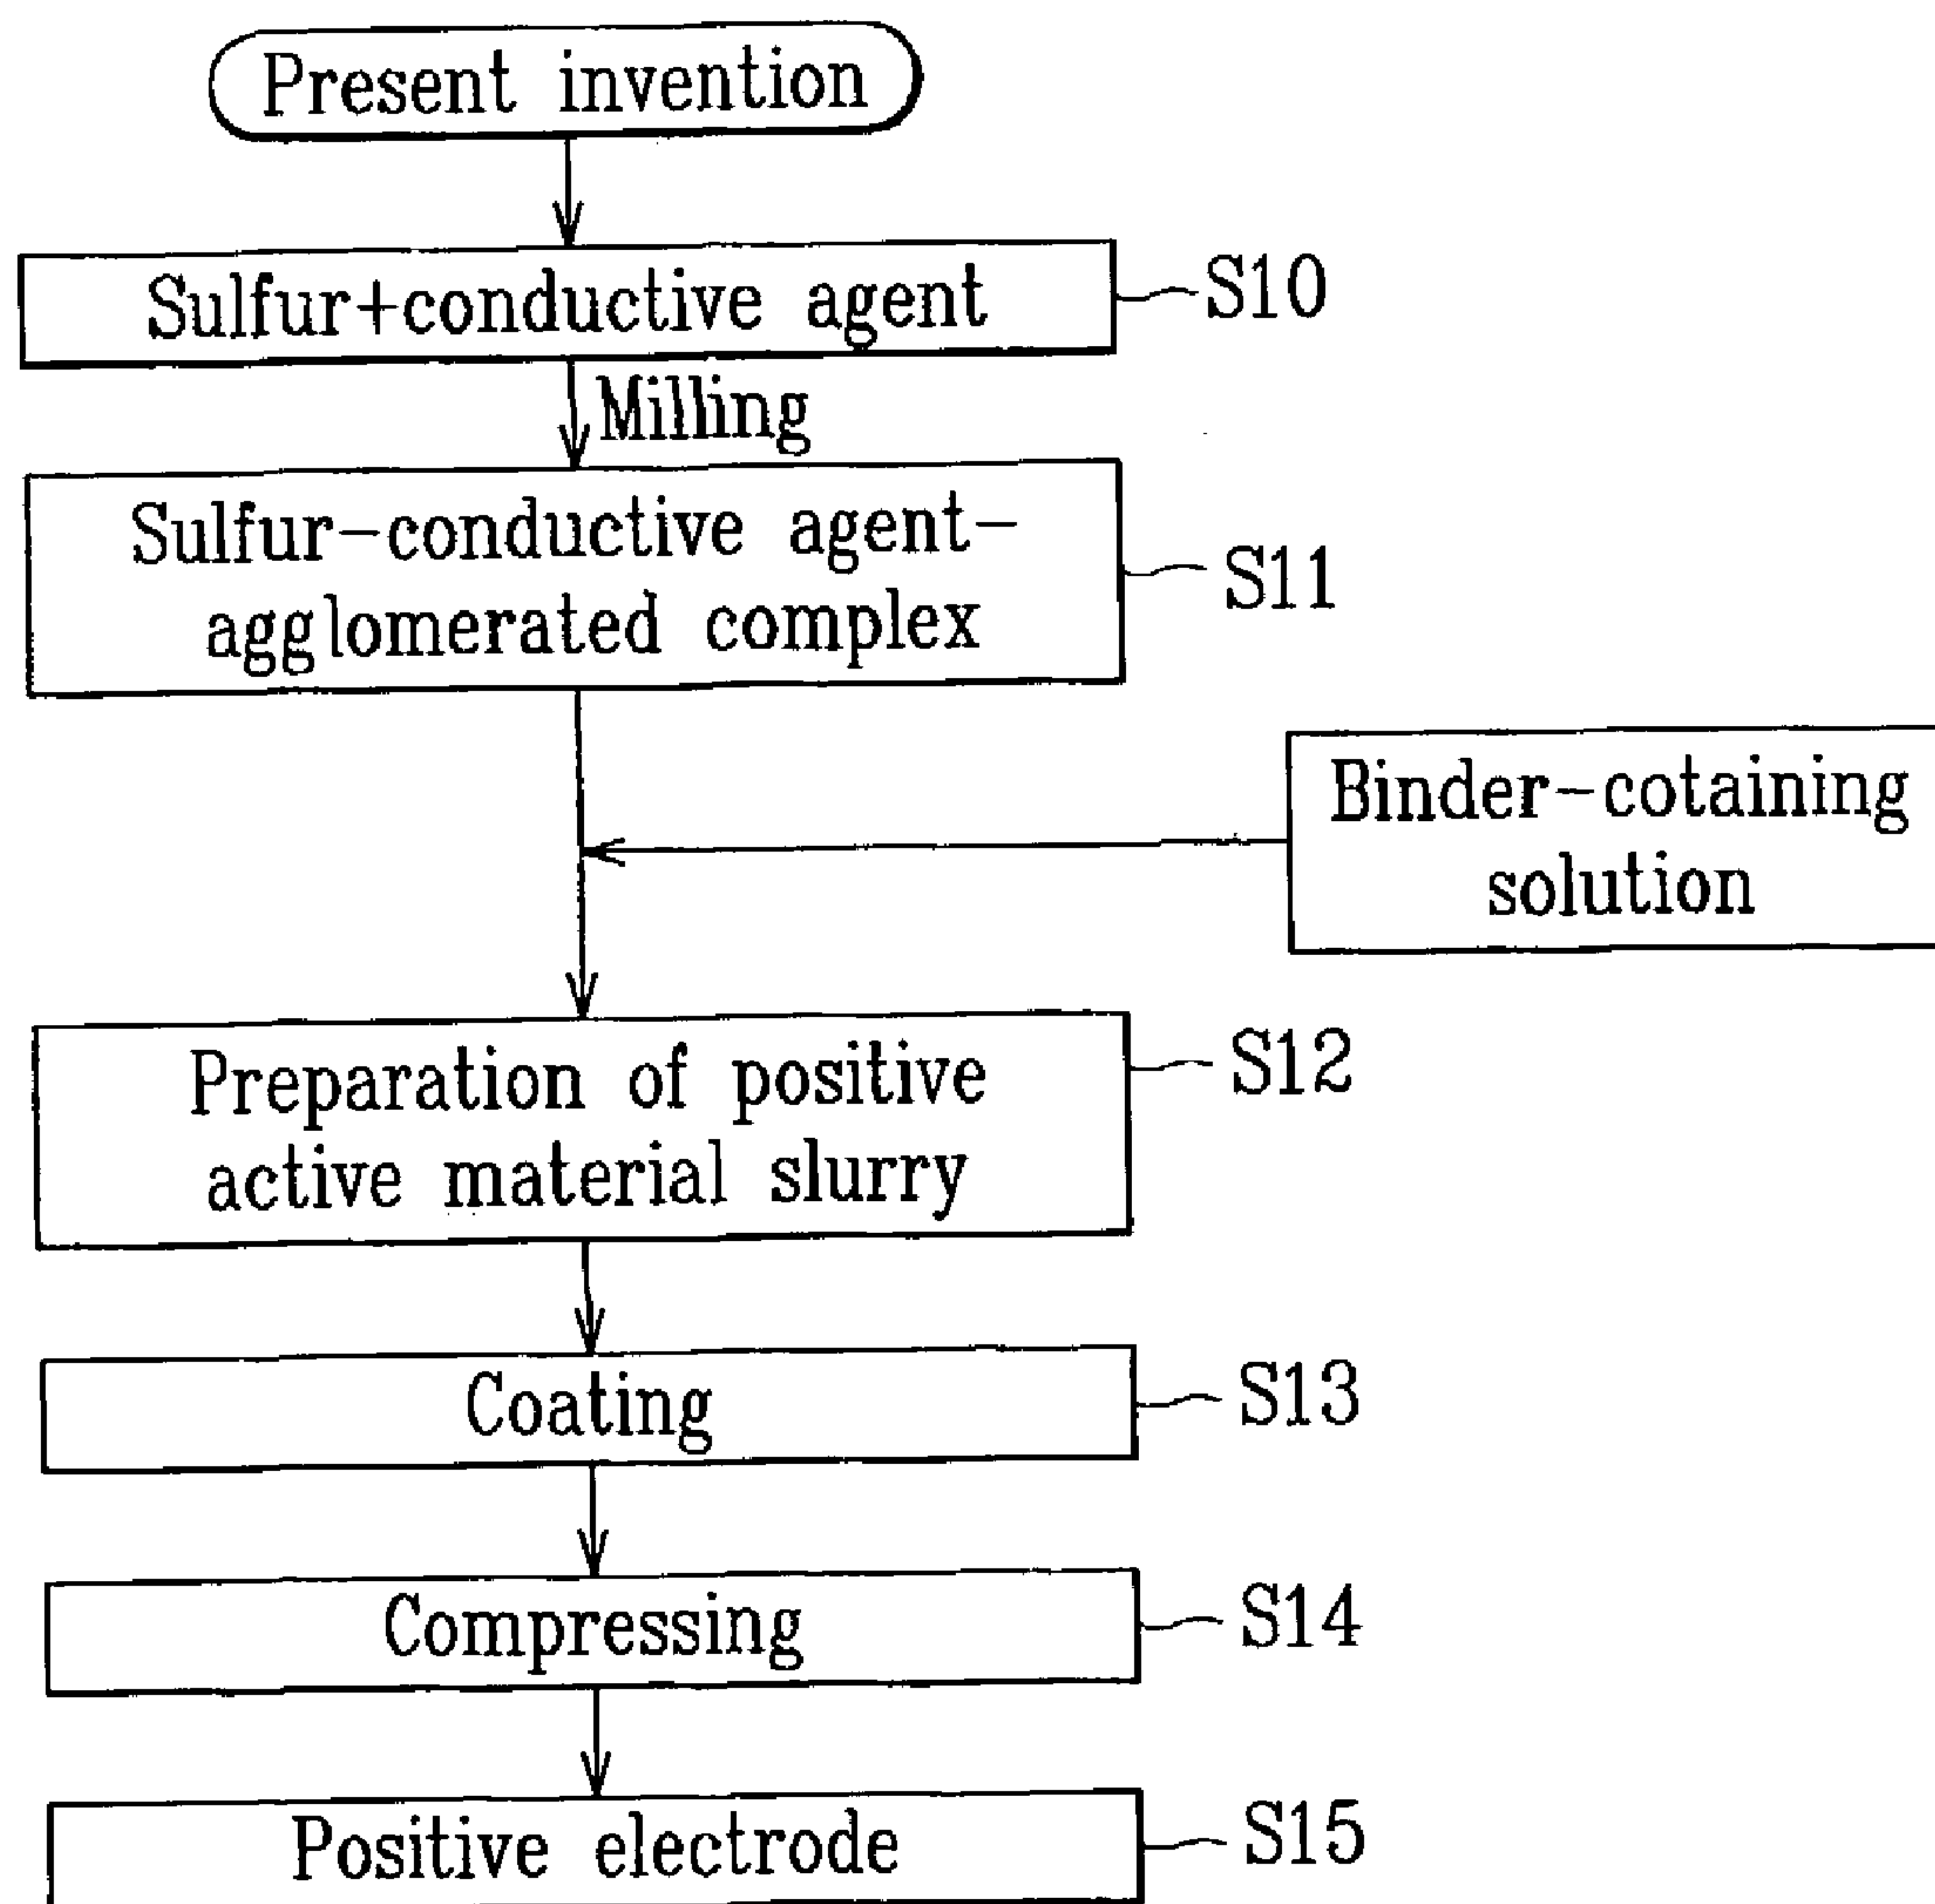 Present invention
Sulfur+conductive agent
S10
Milling
Sulfur-conductive agent-
agglomerated complex
S11
Binder-cotaining
solution
Preparation of positive
active material slurry
S12
Coating
S13
Compressing
S14
Positive electrode
S15